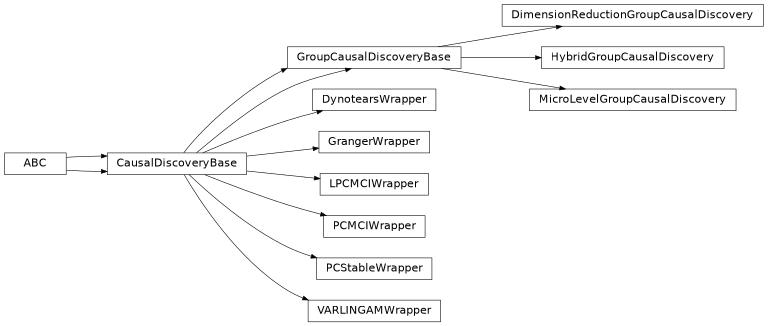 DimensionReductionGroupCausalDiscovery
GroupCausalDiscoveryBase
HybridGroupCausalDiscovery
MicroLevelGroupCausalDiscovery
DynotearsWrapper
GrangerWrapper
ABC
CausalDiscoveryBase
LPCMCIWrapper
PCMCIWrapper
PCStableWrapper
VARLINGAMWrapper